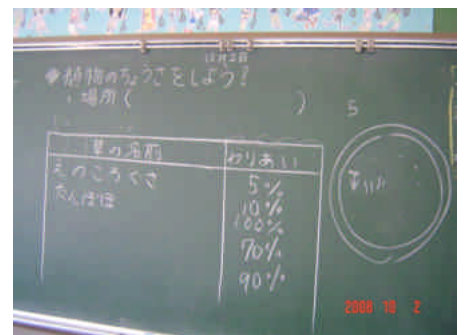 植物のちょうさをしよう!
・場所(          )
5
草の名前 わりあい
えのころぐさ 5%
たんぽぽ 10%
100%
70%
90%
2008 10 2